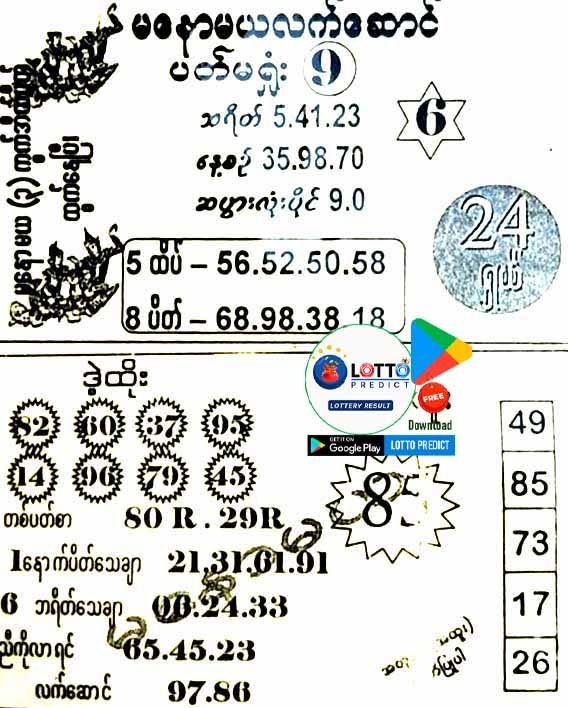 မနောမယလက်ဆောင်
ပတ်မရှုံး 9
ဘရိတ် 5.41.23
နေ့စဉ် 35.98.70
ဆပွားလုံးပိုင် 9.0
6
24
ရှယ်
5 ထိပ် – 56.52.50.58
8 ပိတ် – 68.98.38.18
ဒဲ့ထိုး
82 60 37 95
14 96 79 45
LOTTO
PREDICT
LOTTERY RESULT
FREE
Download
GET IT ON
Google Play
LOTTO PREDICT
တစ်ပတ်စာ 80 R . 29R
1နောက်ပိတ်သေချာ 21.31.61.91
6 ဘရိတ်သေချာ 06.24.33
ညီကိုလာရင် 65.45.23
လက်ဆောင် 97.86
49
85
73
17
26